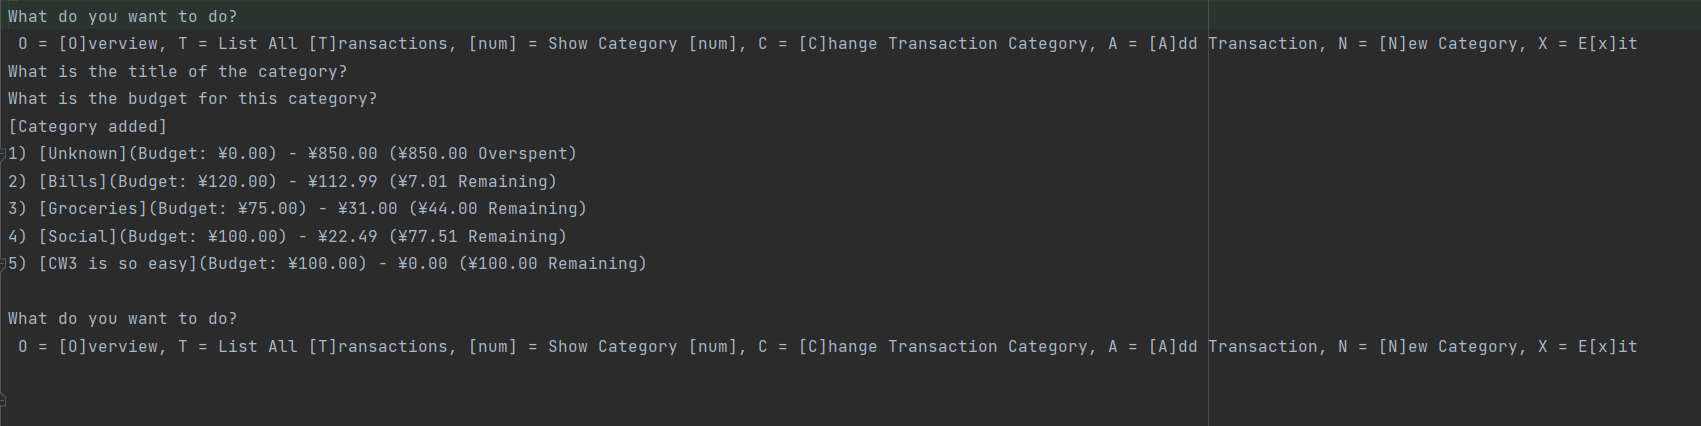 What do you want to do?
 O = [O]verview, T = List All [T]ransactions, [num] = Show Category [num], C = [C]hange Transaction Category, A = [A]dd Transaction, N = [N]ew Category, X = E[x]it
What is the title of the category?
What is the budget for this category?
[Category added]
1) [Unknown](Budget: ¥0.00) - ¥850.00 (¥850.00 Overspent)
2) [Bills](Budget: ¥120.00) - ¥112.99 (¥7.01 Remaining)
3) [Groceries](Budget: ¥75.00) - ¥31.00 (¥44.00 Remaining)
4) [Social](Budget: ¥100.00) - ¥22.49 (¥77.51 Remaining)
5) [CW3 is so easy](Budget: ¥100.00) - ¥0.00 (¥100.00 Remaining)
What do you want to do?
 O = [O]verview, T = List All [T]ransactions, [num] = Show Category [num], C = [C]hange Transaction Category, A = [A]dd Transaction, N = [N]ew Category, X = E[x]it